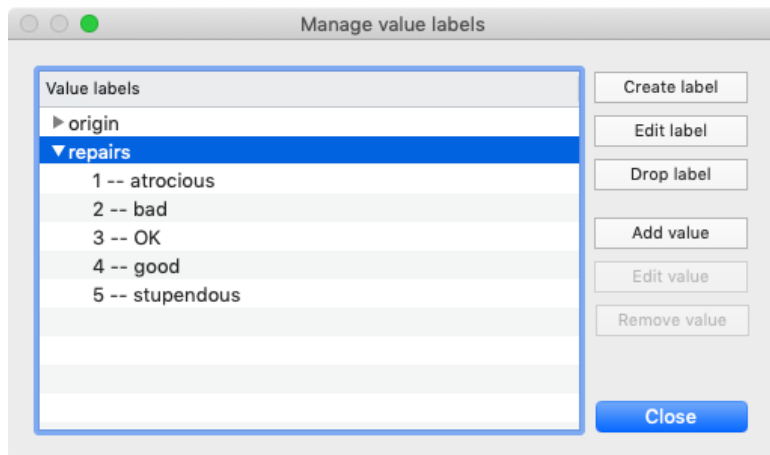 Manage value labels
Value labels
origin
repairs
1 -- atrocious
2 -- bad
3 -- OK
4 -- good
5 -- stupendous
Create label
Edit label
Drop label
Add value
Edit value
Remove value
Close